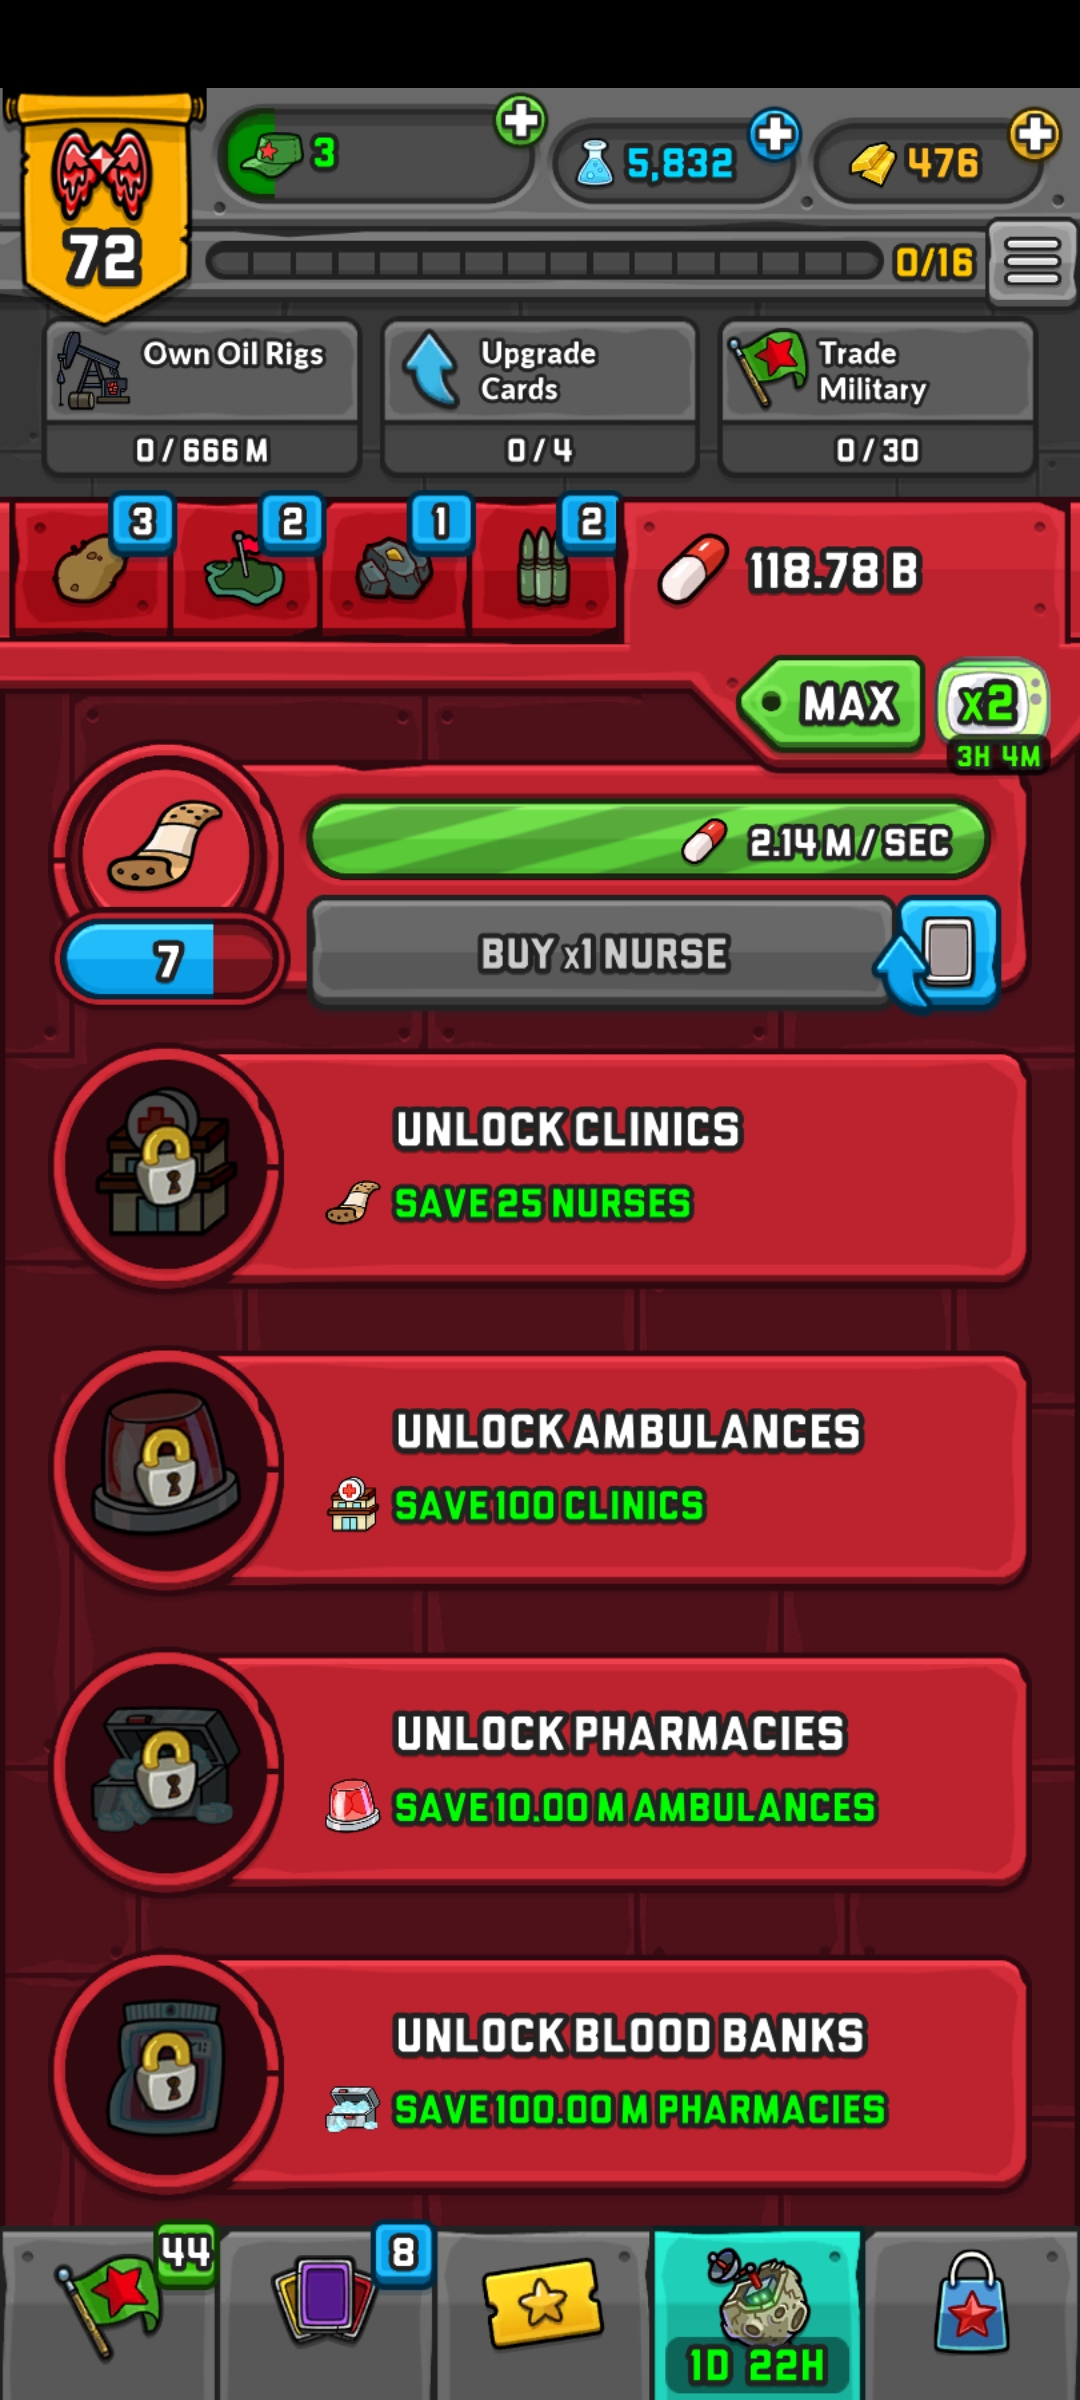 3
5,832
476
72
0/16
Own Oil Rigs
0 / 666 M
Upgrade
Cards
0 / 4
Trade
Military
0 / 30
3
2
1
2
118.78 B
MAX
x2
3H 4M
2.14 M / SEC
7
BUY x1 NURSE
UNLOCK CLINICS
SAVE 25 NURSES
UNLOCK AMBULANCES
SAVE 100 CLINICS
UNLOCK PHARMACIES
SAVE 10.00 M AMBULANCES
UNLOCK BLOOD BANKS
SAVE 100.00 M PHARMACIES
44
8
1D 22H